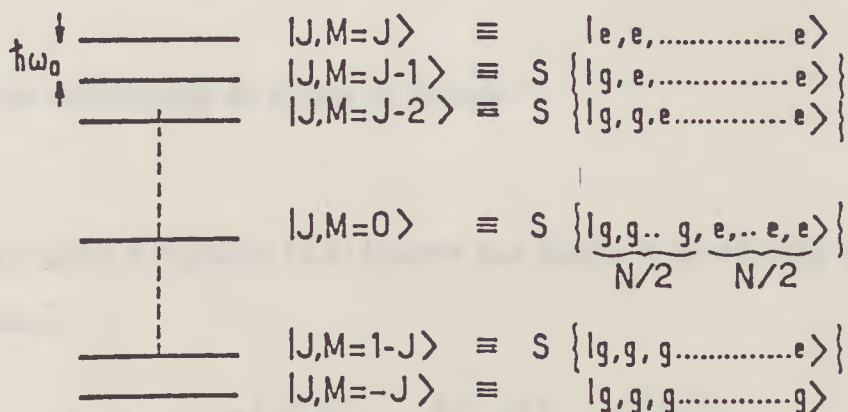 ħω₀ |J,M=J⟩ ≡ |e,e,..............e⟩
|J,M=J-1⟩ ≡ S {|g,e,............e⟩}
|J,M=J-2⟩ ≡ S {|g,g,e...........e⟩}
|J,M=0⟩ ≡ S {|g,g.. g, e,.. e,e⟩}
N/2 N/2
|J,M=1-J⟩ ≡ S {|g,g,g..............e⟩}
|J,M=-J⟩ ≡ |g,g,g.............g⟩